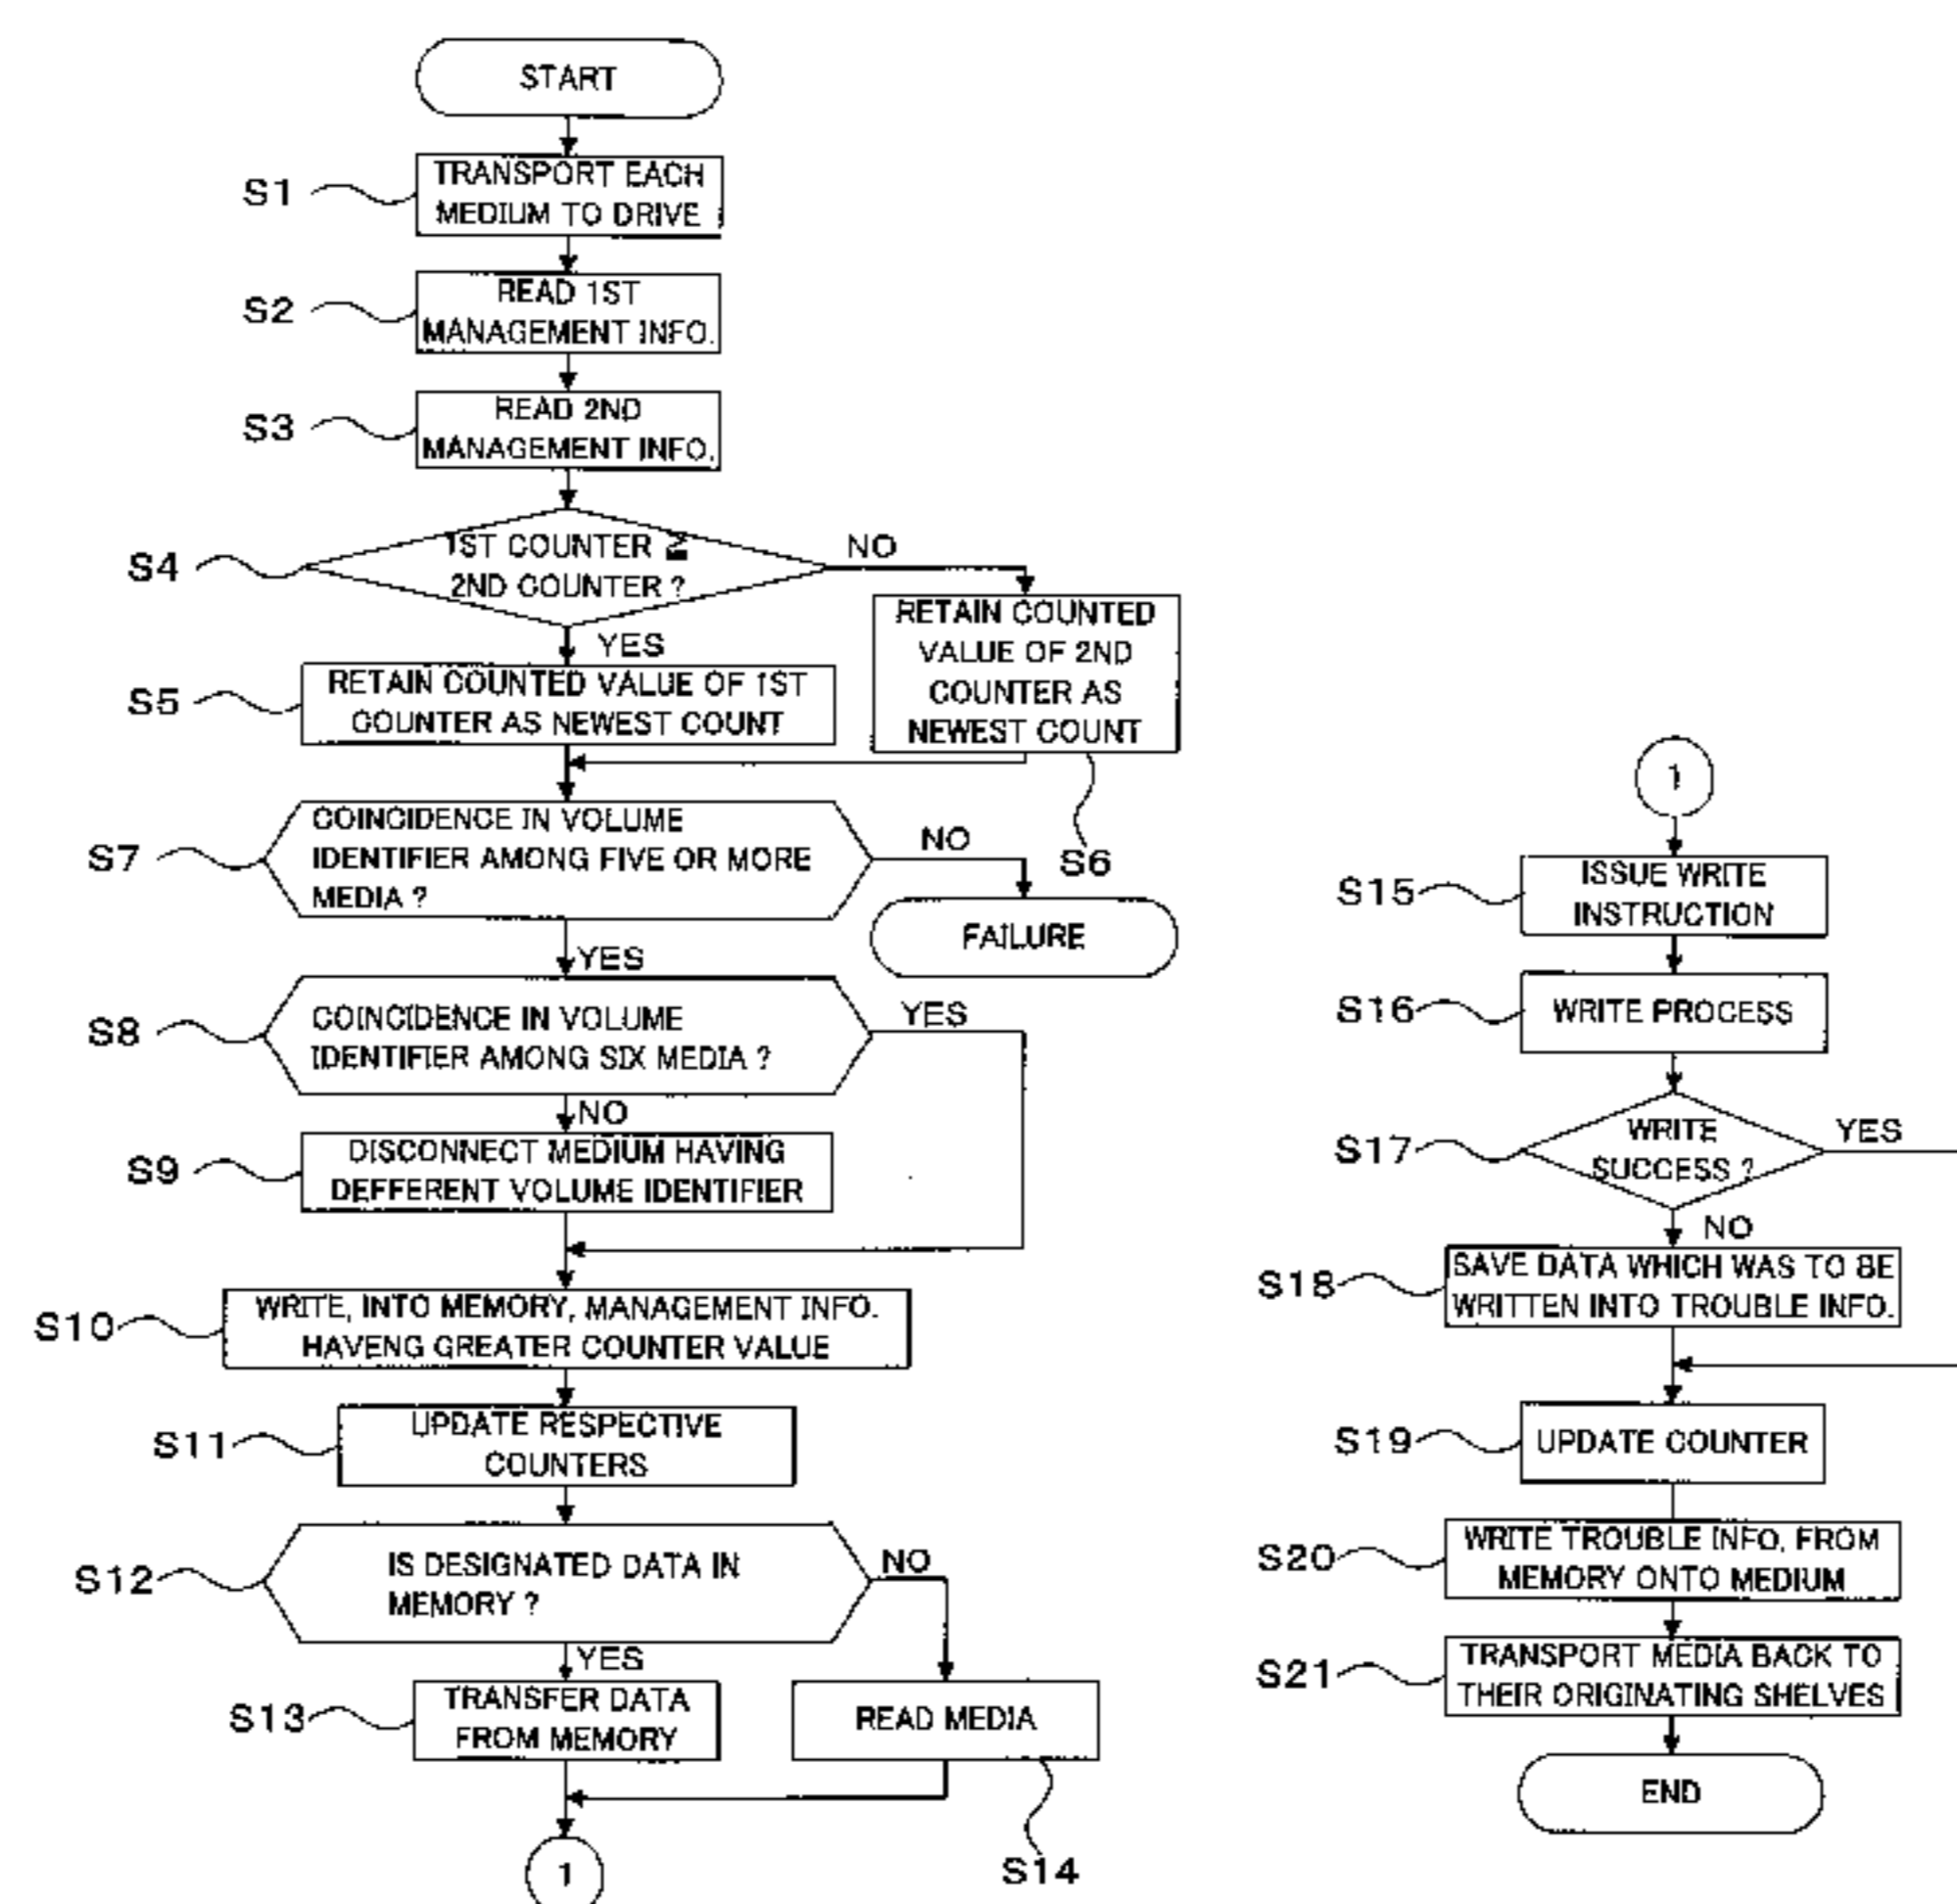 START
S1
TRANSPORT EACH
MEDIUM TO DRIVE
S2
READ 1ST
MANAGEMENT INFO.
S3
READ 2ND
MANAGEMENT INFO.
S4
1ST COUNTER ≧
2ND COUNTER ?
NO
YES
S5
RETAIN COUNTED VALUE OF 1ST
COUNTER AS NEWEST COUNT
RETAIN COUNTED
VALUE OF 2ND
COUNTER AS
NEWEST COUNT
S6
S7
COINCIDENCE IN VOLUME
IDENTIFIER AMONG FIVE OR MORE
MEDIA ?
NO
FAILURE
YES
S8
COINCIDENCE IN VOLUME
IDENTIFIER AMONG SIX MEDIA ?
YES
NO
S9
DISCONNECT MEDIUM HAVING
DEFFERENT VOLUME IDENTIFIER
S10
WRITE, INTO MEMORY, MANAGEMENT INFO.
HAVENG GREATER COUNTER VALUE
S11
UPDATE RESPECTIVE
COUNTERS
S12
IS DESIGNATED DATA IN
MEMORY ?
NO
YES
S13
TRANSFER DATA
FROM MEMORY
READ MEDIA
S14
1
1
S15
ISSUE WRITE
INSTRUCTION
S16
WRITE PROCESS
S17
WRITE
SUCCESS ?
YES
NO
S18
SAVE DATA WHICH WAS TO BE
WRITTEN INTO TROUBLE INFO.
S19
UPDATE COUNTER
S20
WRITE TROUBLE INFO. FROM
MEMORY ONTO MEDIUM
S21
TRANSPORT MEDIA BACK TO
THEIR ORIGINATING SHELVES
END